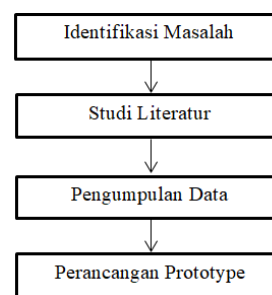 Identifikasi Masalah
Studi Literatur
Pengumpulan Data
Perancangan Prototype